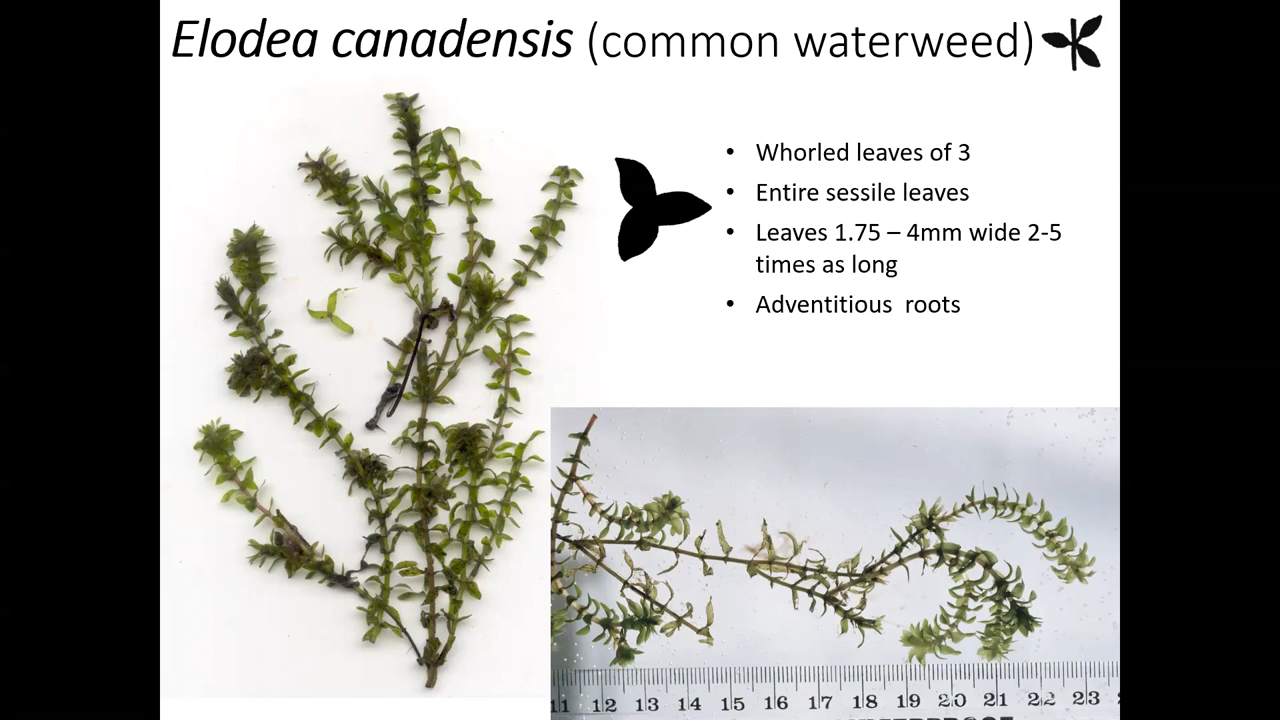 Elodea canadensis (common waterweed)
• Whorled leaves of 3
• Entire sessile leaves
• Leaves 1.75 – 4mm wide 2-5
times as long
• Adventitious  roots
11 12 13 14 15 16 17 18 19 20 21 22 23